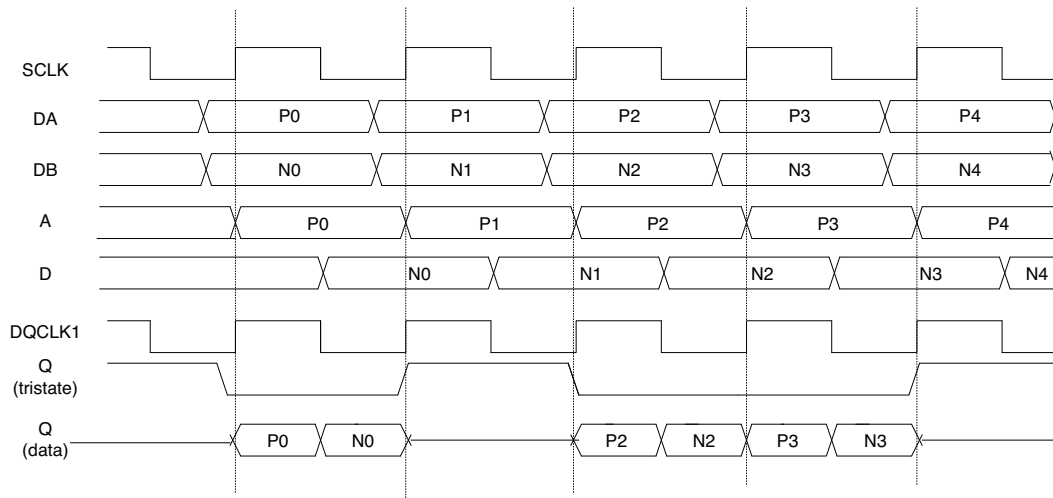 SCLK
DA P0 P1 P2 P3 P4
DB N0 N1 N2 N3 N4
A P0 P1 P2 P3 P4
D N0 N1 N2 N3 N4
DQCLK1
Q
(tristate)
Q
(data) P0 N0 P2 N2 P3 N3